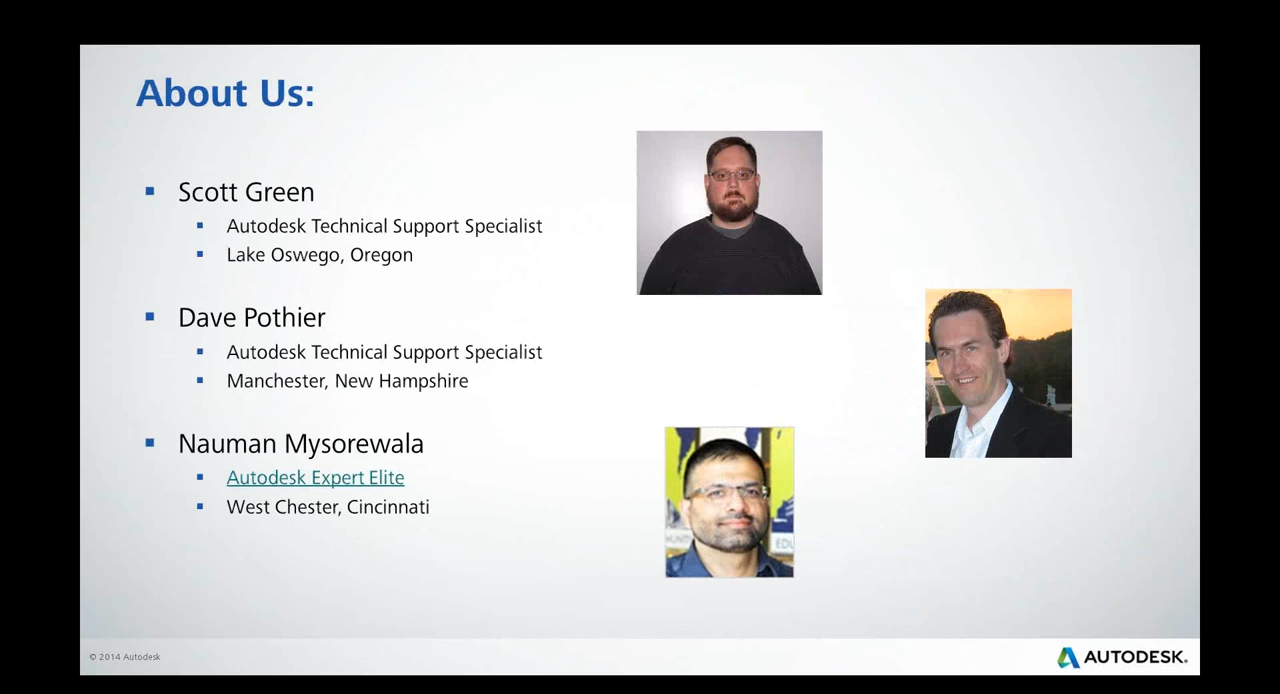 About Us:
Scott Green
Autodesk Technical Support Specialist
Lake Oswego, Oregon
Dave Pothier
Autodesk Technical Support Specialist
Manchester, New Hampshire
Nauman Mysorewala
Autodesk Expert Elite
West Chester, Cincinnati
EDU
© 2014 Autodesk
AUTODESK.